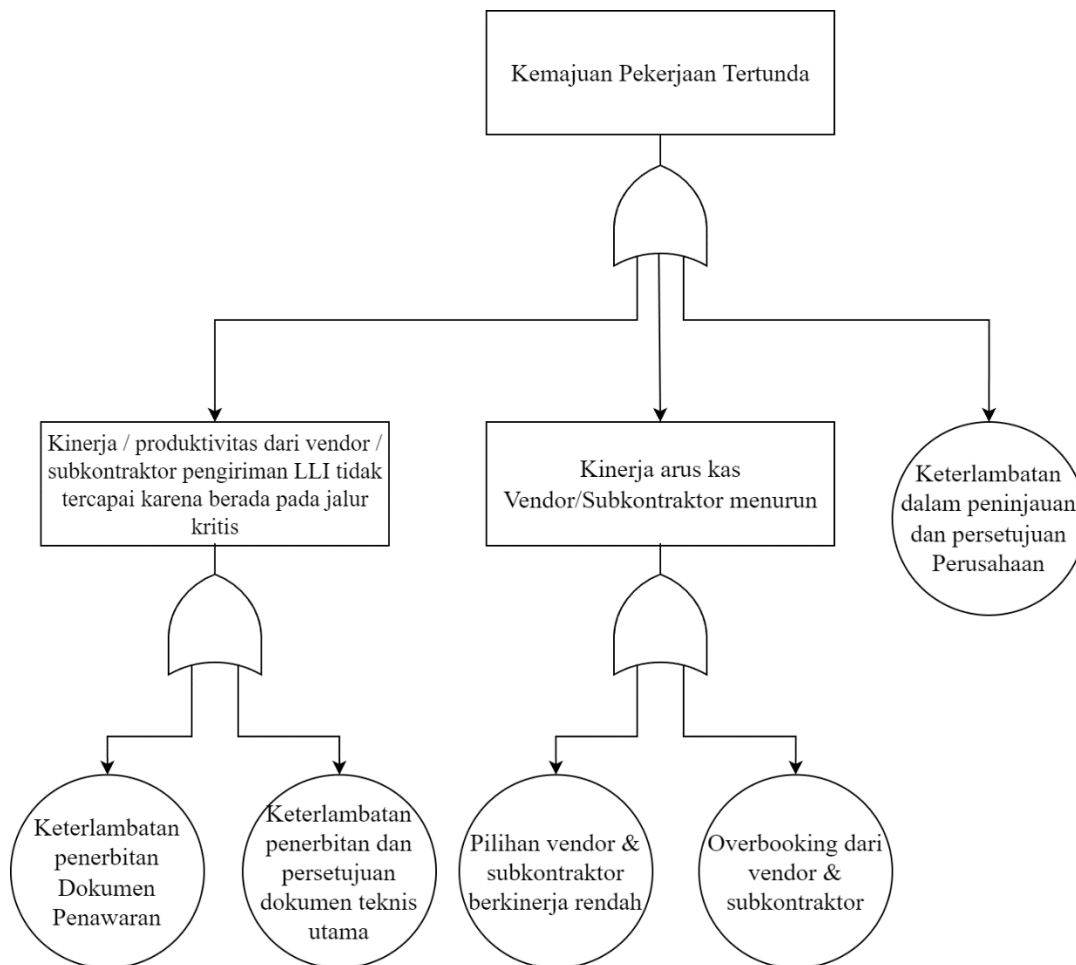 Kemajuan Pekerjaan Tertunda
Kinerja / produktivitas dari vendor /
subkontraktor pengiriman LLI tidak
tercapai karena berada pada jalur
kritis
Kinerja arus kas
Vendor/Subkontraktor menurun
Keterlambatan
dalam peninjauan
dan persetujuan
Perusahaan
Keterlambatan
penerbitan
Dokumen
Penawaran
Keterlambatan
penerbitan dan
persetujuan
dokumen teknis
utama
Pilihan vendor &
subkontraktor
berkinerja rendah
Overbooking dari
vendor &
subkontraktor